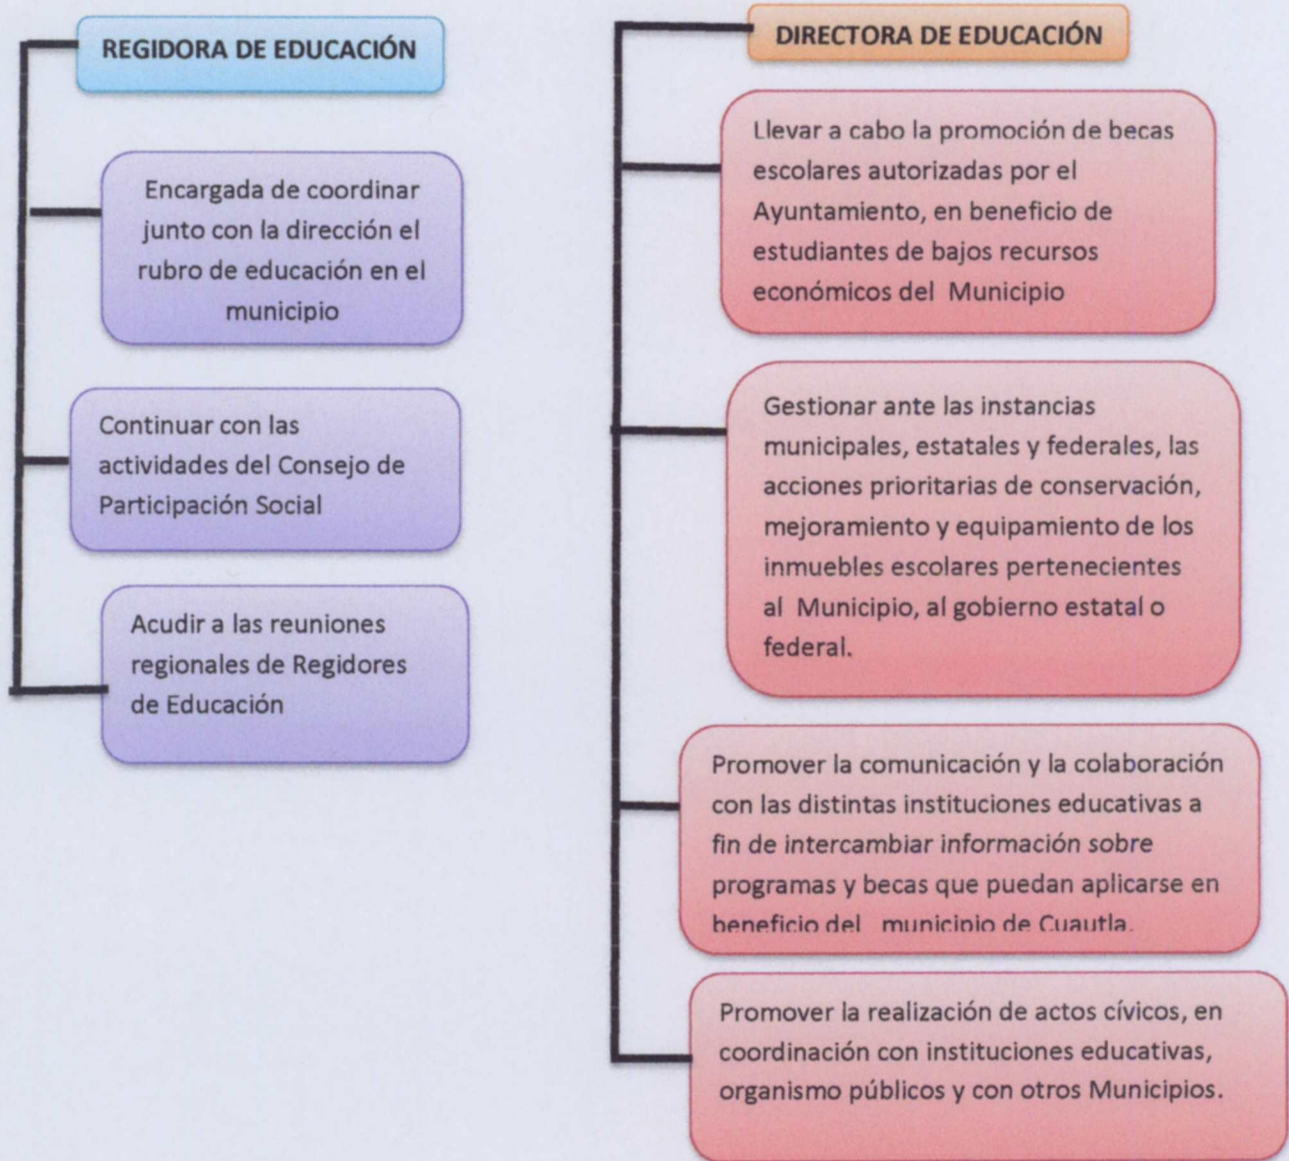 REGIDORA DE EDUCACIÓN
Encargada de coordinar
junto con la dirección el
rubro de educación en el
municipio
Continuar con las
actividades del Consejo de
Participación Social
Acudir a las reuniones
regionales de Regidores
de Educación
DIRECTORA DE EDUCACIÓN
Llevar a cabo la promoción de becas
escolares autorizadas por el
Ayuntamiento, en beneficio de
estudiantes de bajos recursos
económicos del Municipio
Gestionar ante las instancias
municipales, estatales y federales, las
acciones prioritarias de conservación,
mejoramiento y equipamiento de los
inmuebles escolares pertenecientes
al Municipio, al gobierno estatal o
federal.
Promover la comunicación y la colaboración
con las distintas instituciones educativas a
fin de intercambiar información sobre
programas y becas que puedan aplicarse en
beneficio del municipio de Cuautla.
Promover la realización de actos cívicos, en
coordinación con instituciones educativas,
organismo públicos y con otros Municipios.